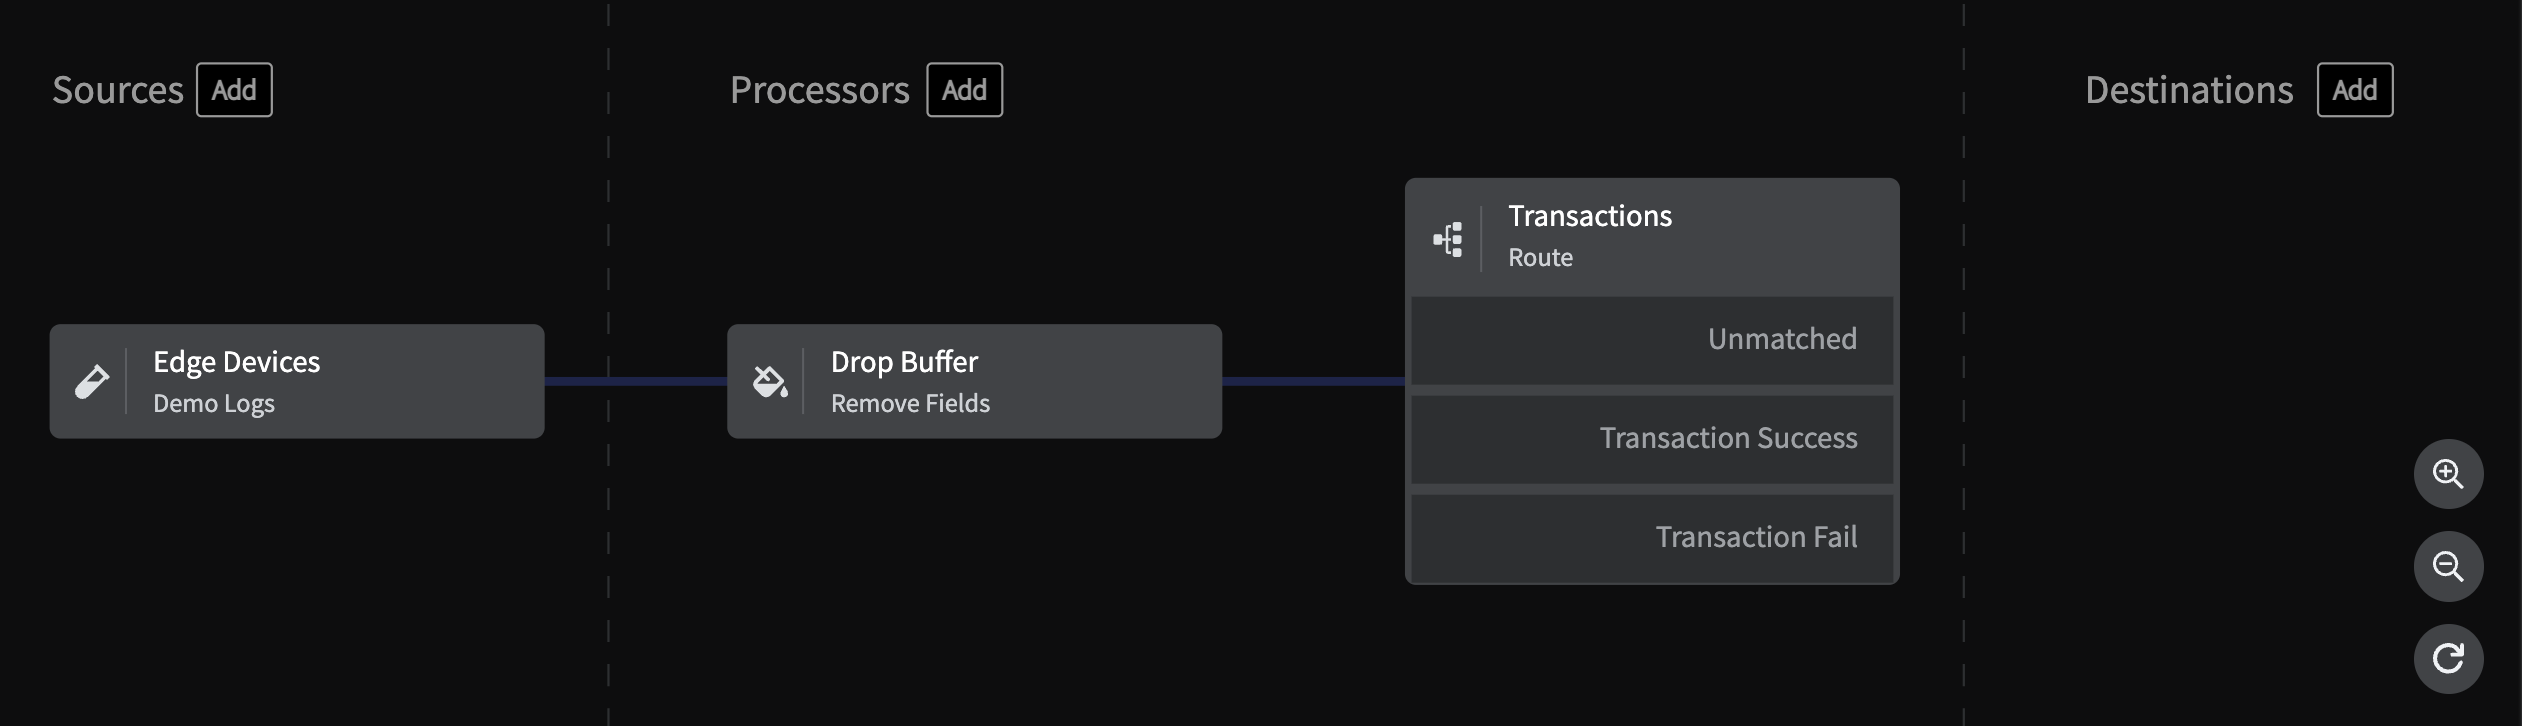 Sources
Add
Processors
Add
Destinations
Add
Edge Devices
Demo Logs
Drop Buffer
Remove Fields
Transactions
Route
Unmatched
Transaction Success
Transaction Fail